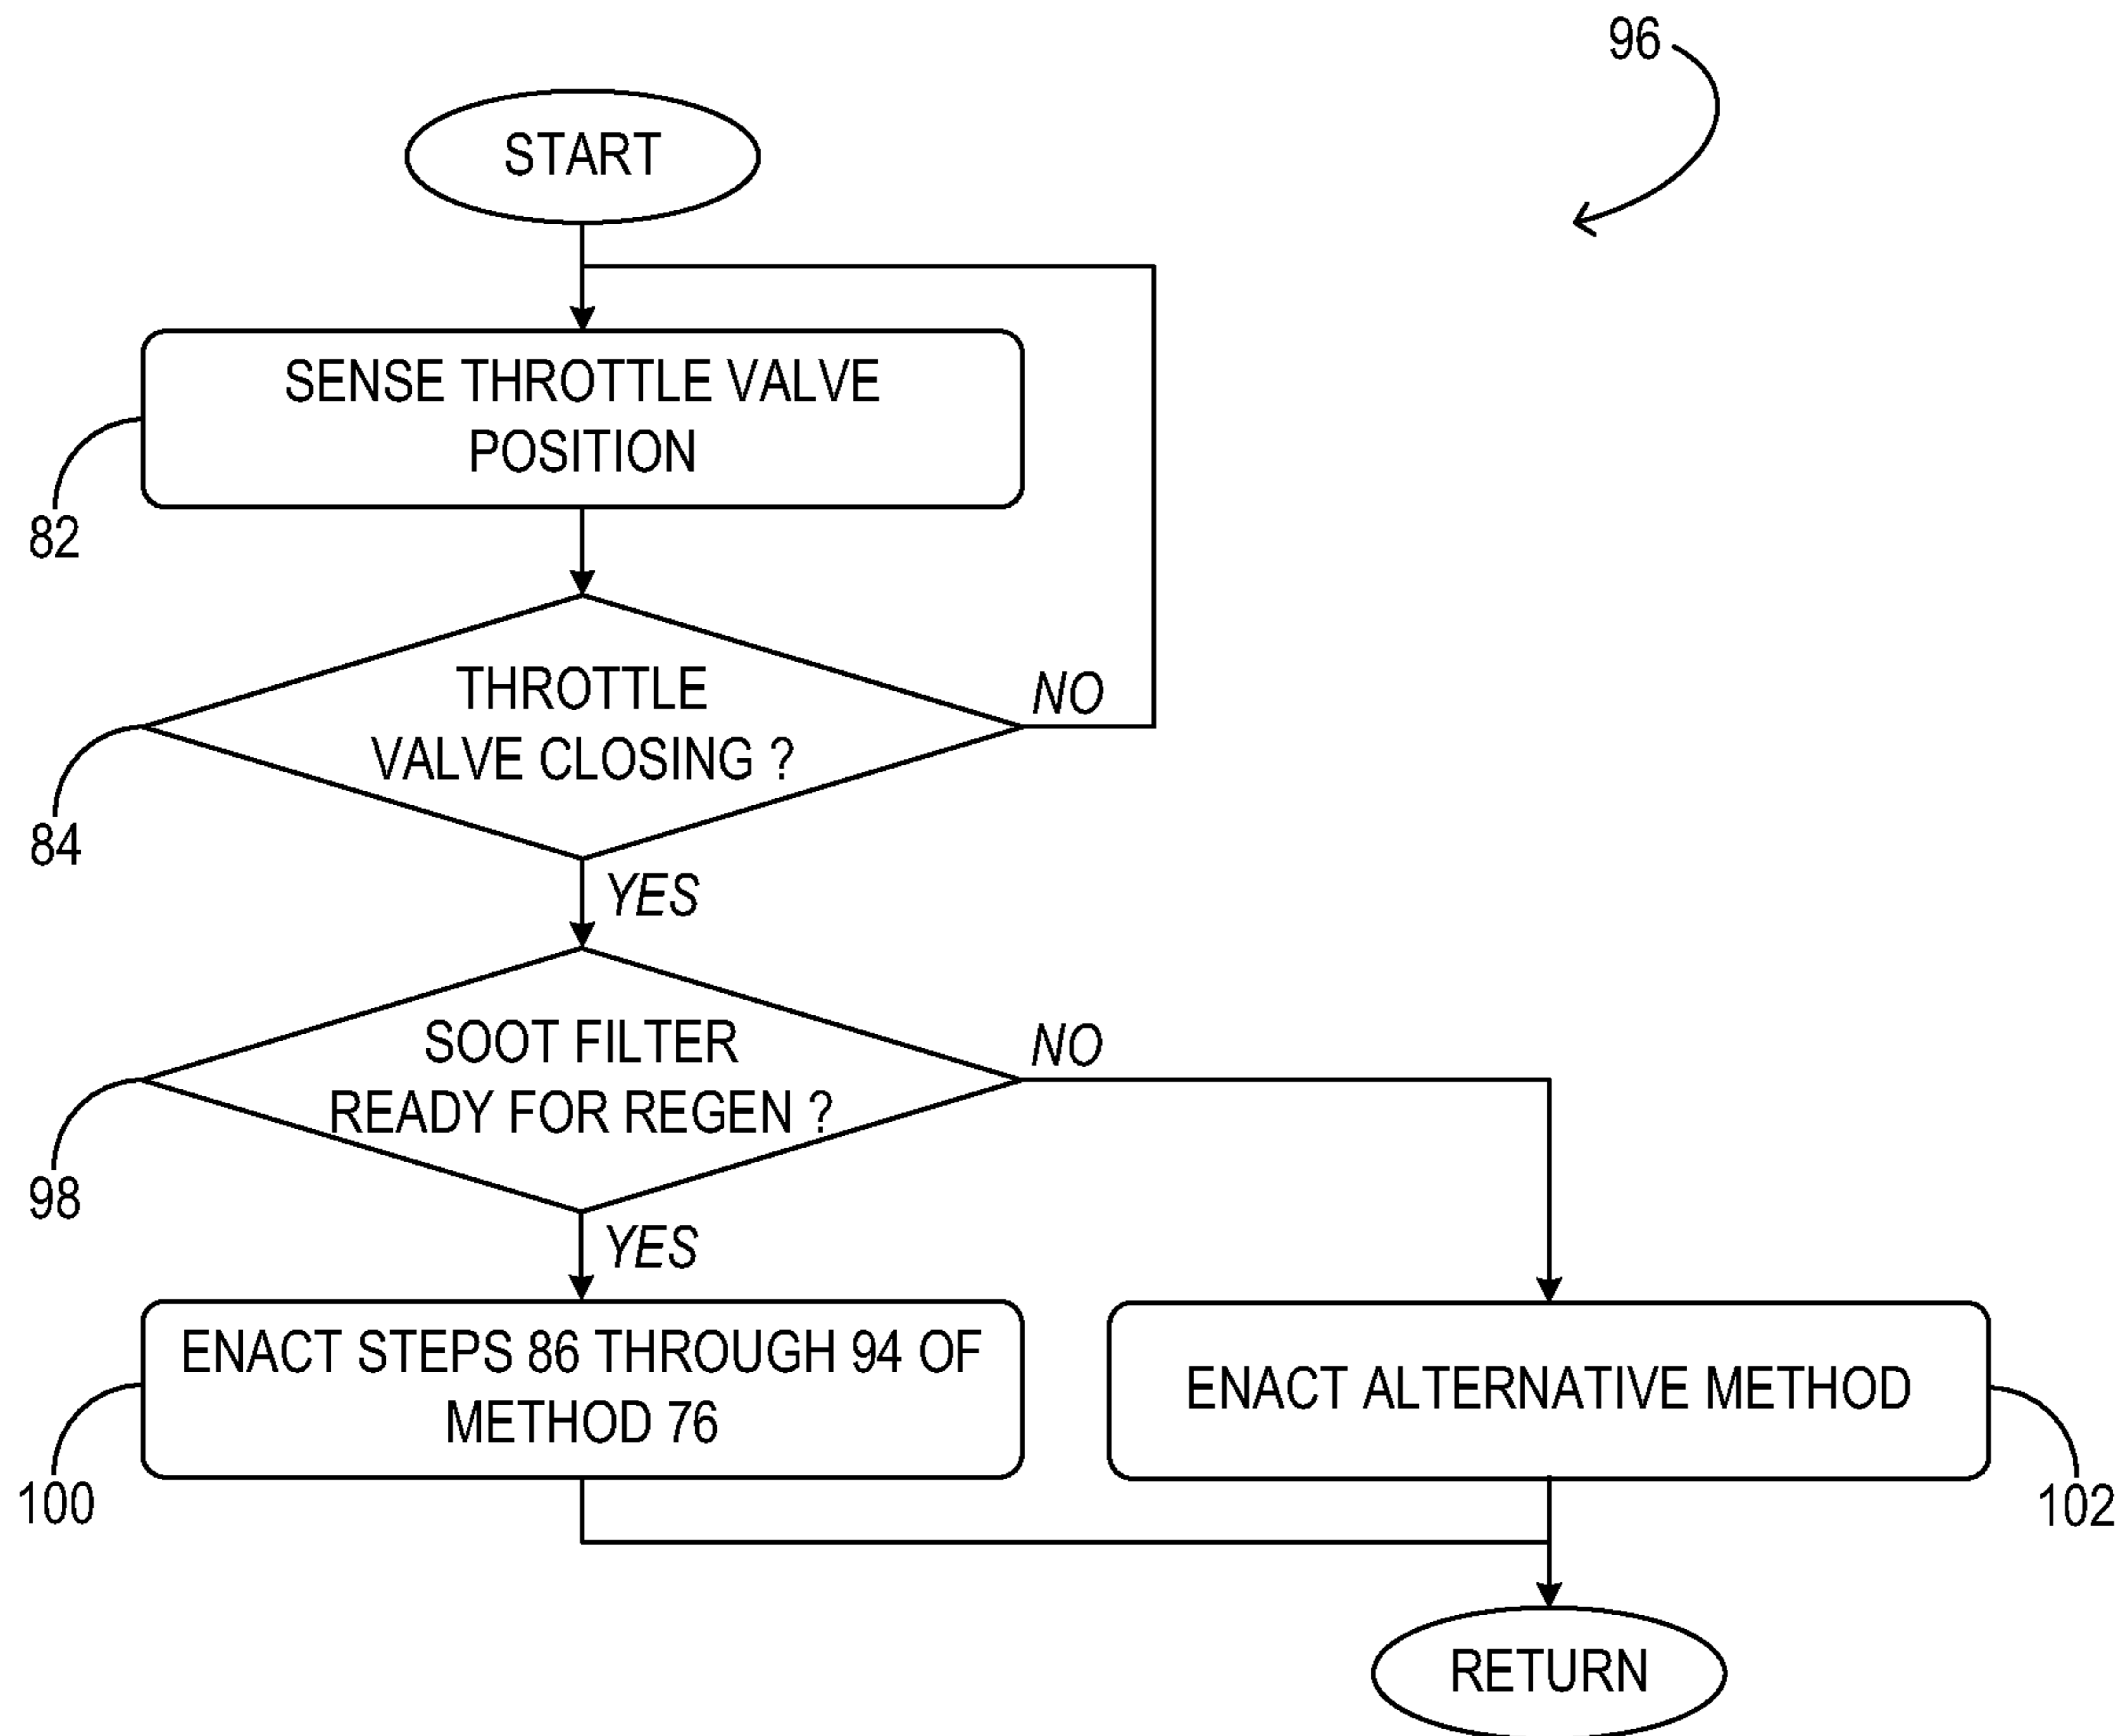 96
START
SENSE THROTTLE VALVE
POSITION
82
THROTTLE
VALVE CLOSING ?
NO
84
YES
SOOT FILTER
READY FOR REGEN ?
NO
98
YES
ENACT STEPS 86 THROUGH 94 OF
METHOD 76
100
ENACT ALTERNATIVE METHOD
102
RETURN